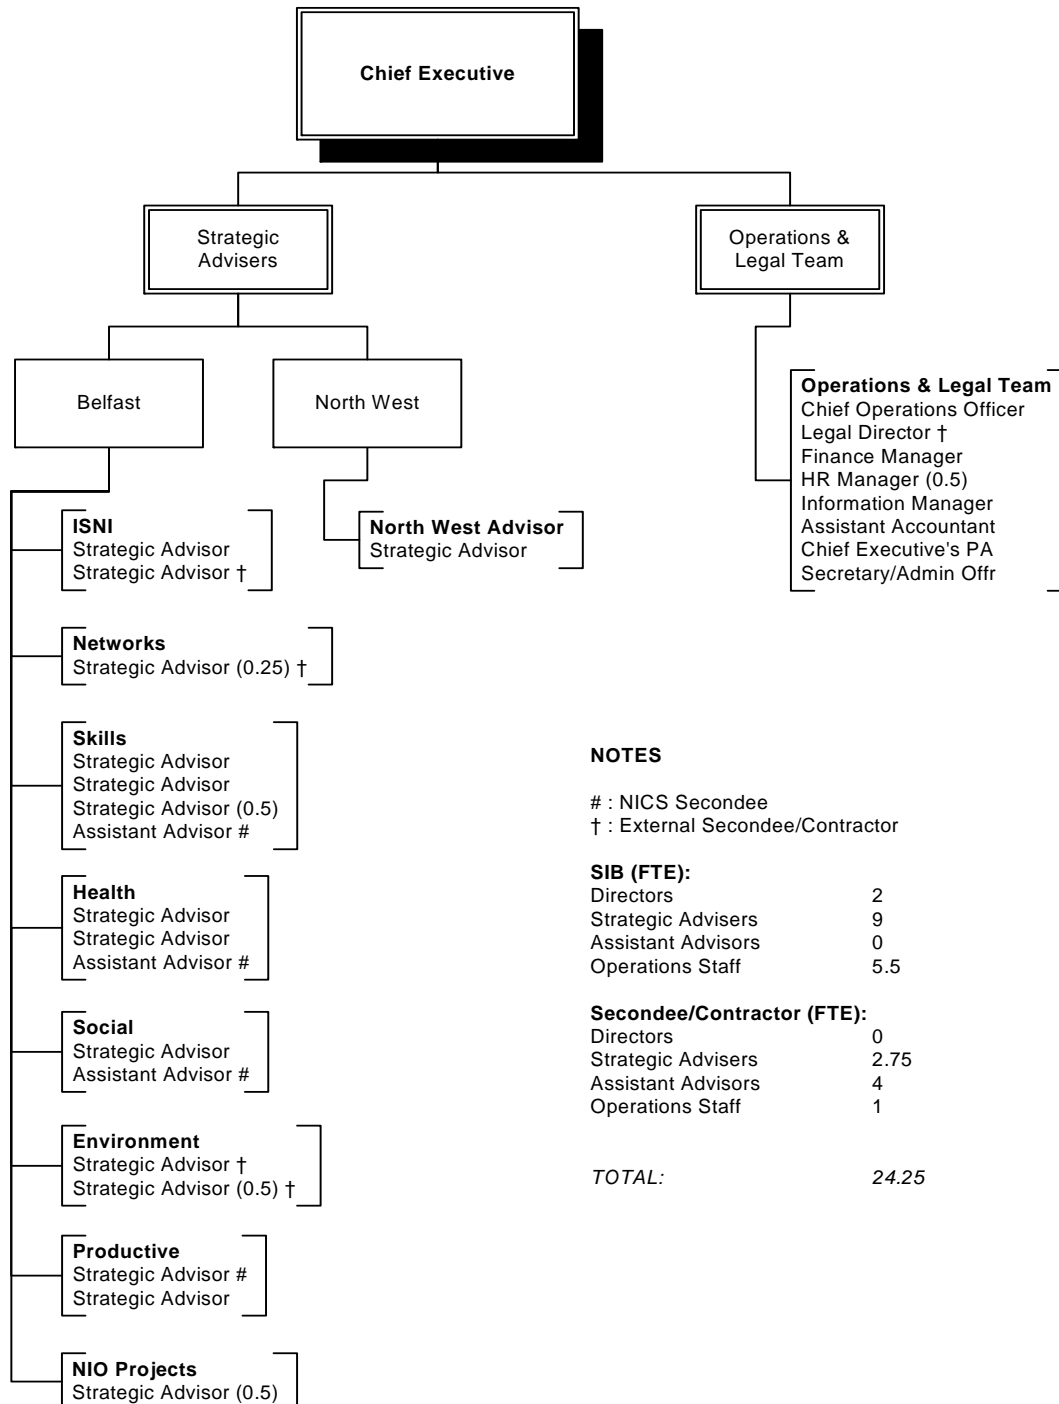 Chief Executive
Strategic
Advisers
Operations &
Legal Team
Belfast
North West
Operations & Legal Team
Chief Operations Officer
Legal Director †
Finance Manager
HR Manager (0.5)
Information Manager
Assistant Accountant
Chief Executive's PA
Secretary/Admin Offr
ISNI
Strategic Advisor
Strategic Advisor †
North West Advisor
Strategic Advisor
Networks
Strategic Advisor (0.25) †
Skills
Strategic Advisor
Strategic Advisor
Strategic Advisor (0.5)
Assistant Advisor #
Health
Strategic Advisor
Strategic Advisor
Assistant Advisor #
Social
Strategic Advisor
Assistant Advisor #
Environment
Strategic Advisor †
Strategic Advisor (0.5) †
Productive
Strategic Advisor #
Strategic Advisor
NIO Projects
Strategic Advisor (0.5)
NOTES
# : NICS Secondee
† : External Secondee/Contractor
SIB (FTE):
Directors 2
Strategic Advisers 9
Assistant Advisors 0
Operations Staff 5.5
Secondee/Contractor (FTE):
Directors 0
Strategic Advisers 2.75
Assistant Advisors 4
Operations Staff 1
TOTAL: 24.25